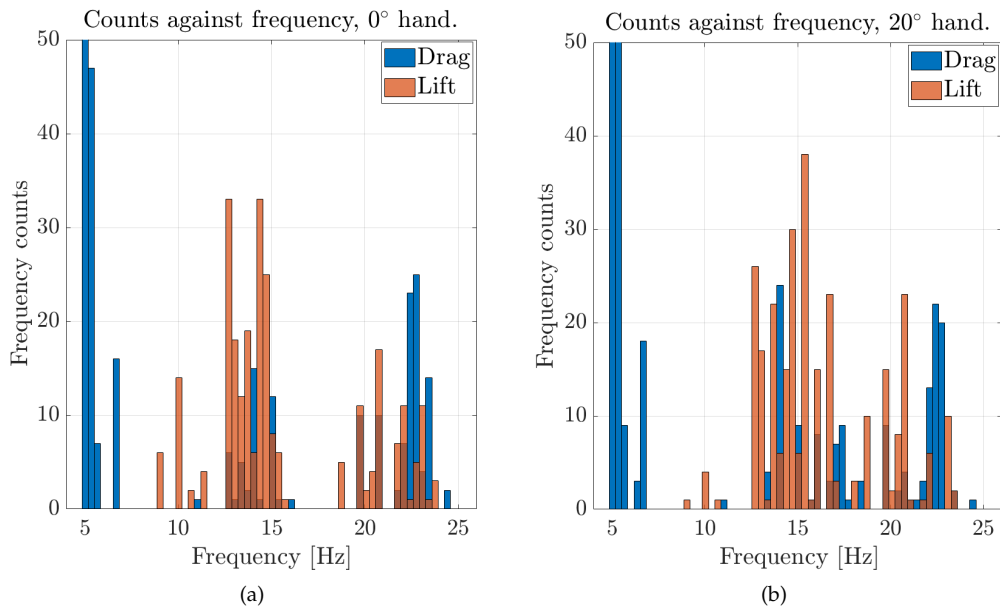 Counts against frequency, 0° hand.
50
40
30
20
10
0
Frequency counts
Drag
Lift
5
10
15
20
25
Frequency [Hz]
(a)
Counts against frequency, 20° hand.
50
40
30
20
10
0
Frequency counts
Drag
Lift
5
10
15
20
25
Frequency [Hz]
(b)